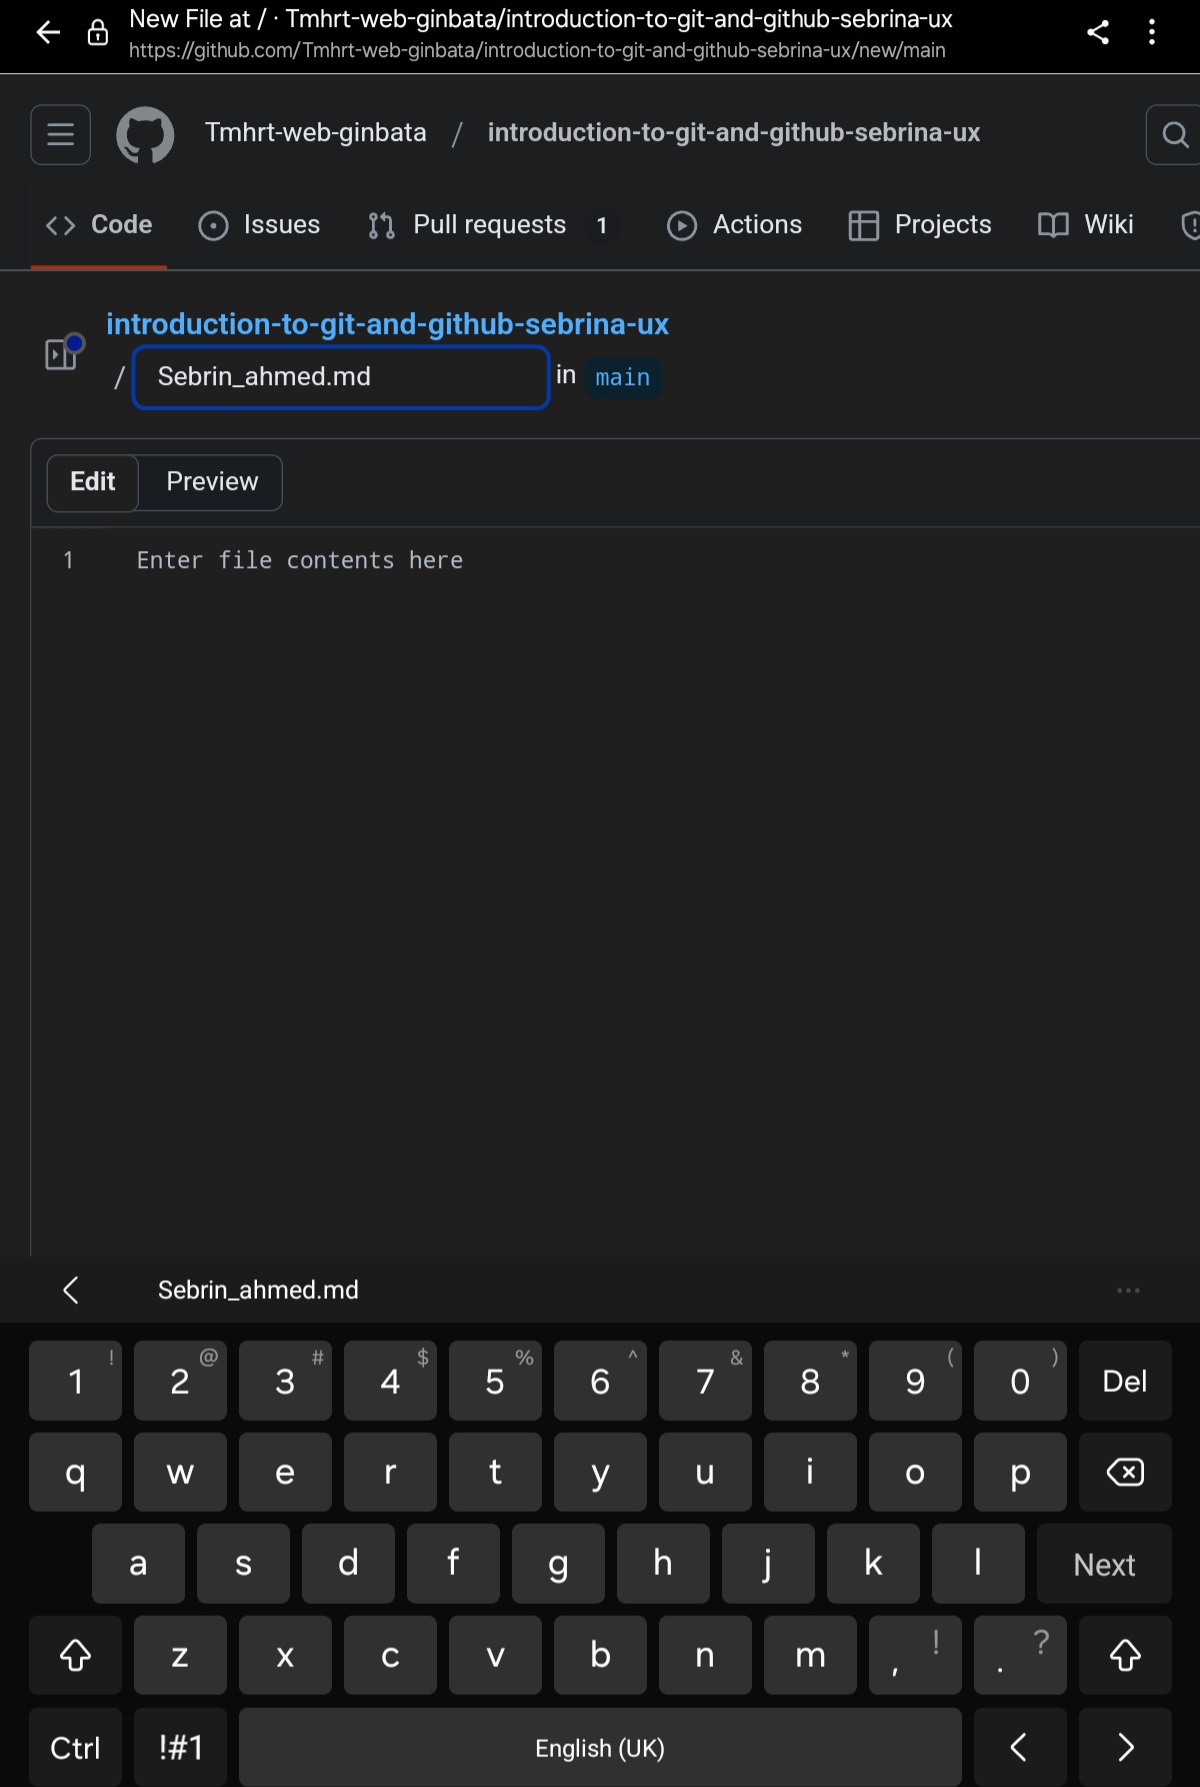 New File at / · Tmhrt-web-ginbata/introduction-to-git-and-github-sebrina-ux
https://github.com/Tmhrt-web-ginbata/introduction-to-git-and-github-sebrina-ux/new/main
Tmhrt-web-ginbata / introduction-to-git-and-github-sebrina-ux
Code Issues Pull requests 1 Actions Projects Wiki
introduction-to-git-and-github-sebrina-ux
/ Sebrin_ahmed.md in main
Edit Preview
1 Enter file contents here
Sebrin_ahmed.md ...
! @ # $ % ^ & * ( )
1 2 3 4 5 6 7 8 9 0 Del
q w e r t y u i o p
a s d f g h j k l Next
z x c v b n m , ! . ?
Ctrl !#1 English (UK) < >